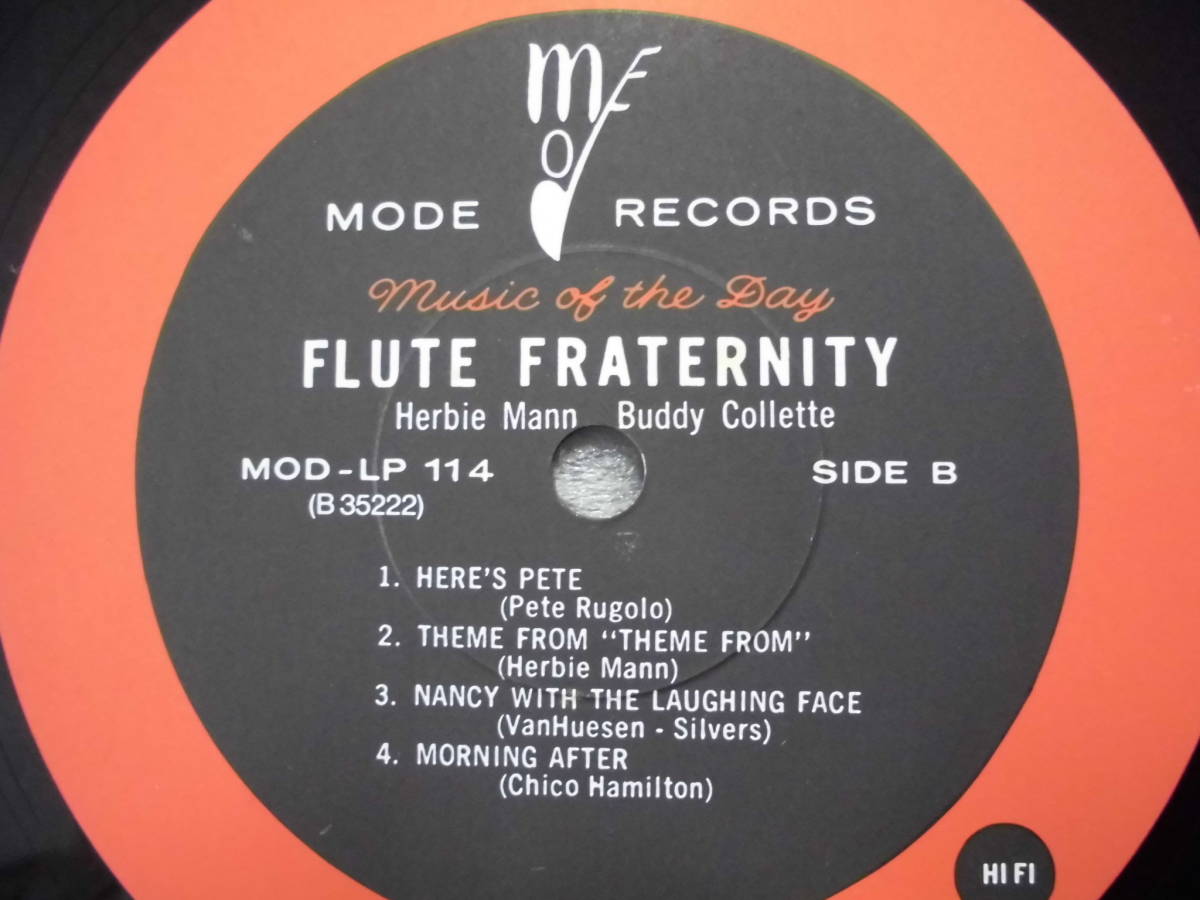 MODE
MODE RECORDS
Music of the Day
FLUTE FRATERNITY
Herbie Mann Buddy Collette
MOD-LP 114 SIDE B
(B 35222)
1. HERE'S PETE
(Pete Rugolo)
2. THEME FROM "THEME FROM"
(Herbie Mann)
3. NANCY WITH THE LAUGHING FACE
(VanHuesen - Silvers)
4. MORNING AFTER
(Chico Hamilton)
HI FI